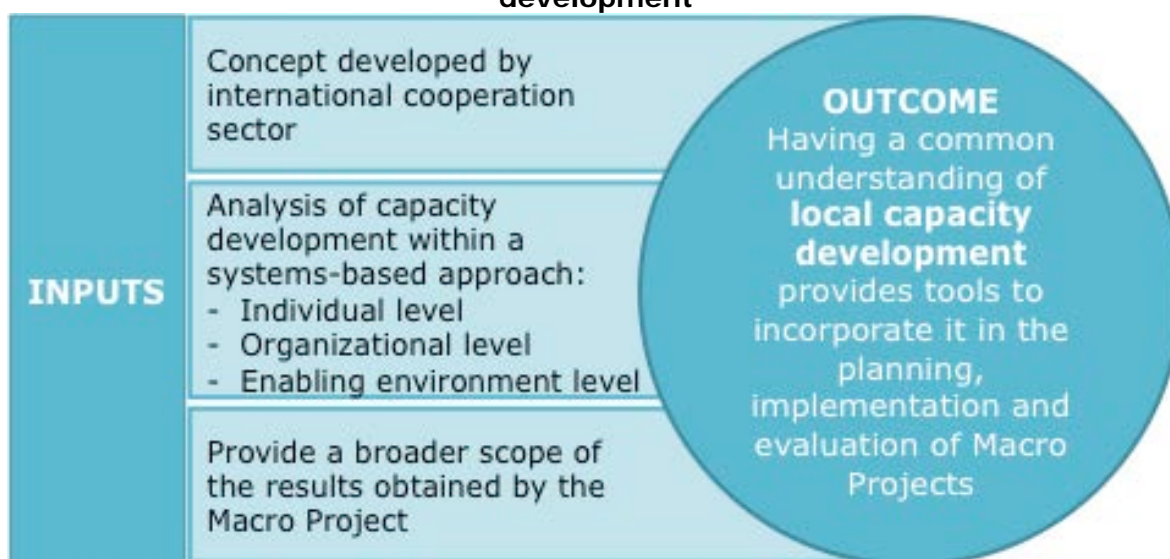 development
INPUTS
Concept developed by
international cooperation
sector
Analysis of capacity
development within a
systems-based approach:
- Individual level
- Organizational level
- Enabling environment level
Provide a broader scope of
the results obtained by the
Macro Project
OUTCOME
Having a common
understanding of
local capacity
development
provides tools to
incorporate it in the
planning,
implementation and
evaluation of Macro
Projects